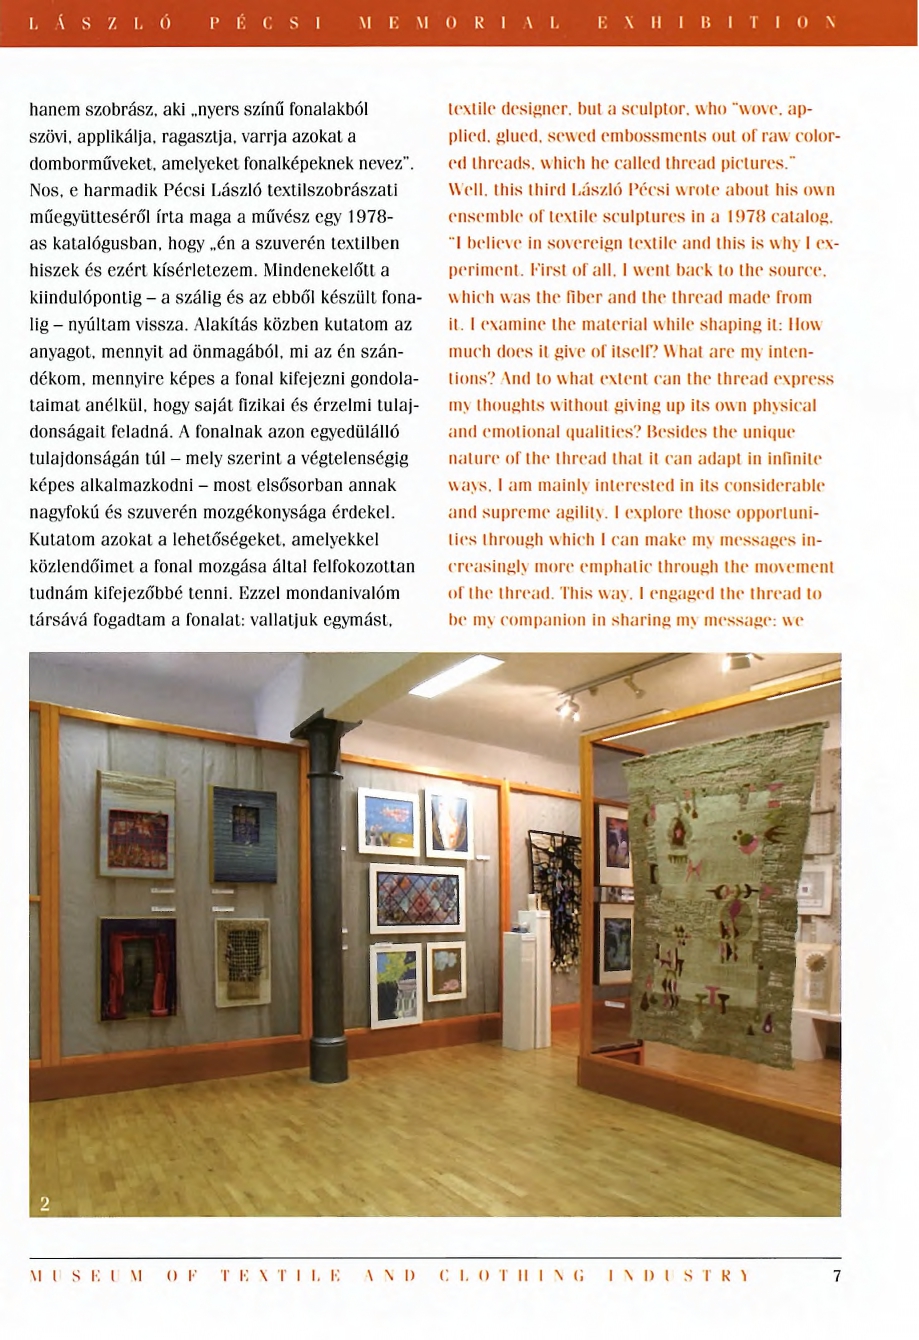 LÁSZLÓ PÉCSI MEMORIAL EXHIBITION
hanem szobrász, aki „nyers színű fonalakból
szövi, applikálja, ragasztja, varrja azokat a
domborműveket, amelyeket fonalképeknek nevez”.
Nos, e harmadik Pécsi László textilszobrászati
műegyütteséről írta maga a művész egy 1978-
as katalógusban, hogy „én a szuverén textilben
hiszek és ezért kísérletezem. Mindenekelőtt a
kiindulópontig – a szálig és az ebből készült fona-
lig – nyúltam vissza. Alakítás közben kutatom az
anyagot, mennyit ad önmagából, mi az én szán-
dékom, mennyire képes a fonal kifejezni gondola-
taimat anélkül, hogy saját fizikai és érzelmi tulaj-
donságait feladná. A fonalnak azon egyedülálló
tulajdonságán túl – mely szerint a végtelenségig
képes alkalmazkodni – most elsősorban annak
nagyfokú és szuverén mozgékonysága érdekel.
Kutatom azokat a lehetőségeket, amelyekkel
közlendőimet a fonal mozgása által felfokozottan
tudnám kifejezőbbé tenni. Ezzel mondanivalóm
társává fogadtam a fonalat: vallatjuk egymást,
textile designer, but a sculptor, who "wove, ap-
plied, glued, sewed embossments out of raw color-
ed threads, which he called thread pictures."
Well, this third László Pécsi wrote about his own
ensemble of textile sculptures in a 1978 catalog,
"I believe in sovereign textile and this is why I ex-
periment. First of all, I went back to the source,
which was the fiber and the thread made from
it. I examine the material while shaping it: How
much does it give of itself? What are my inten-
tions? And to what extent can the thread express
my thoughts without giving up its own physical
and emotional qualities? Besides the unique
nature of the thread that it can adapt in infinite
ways, I am mainly interested in its considerable
and supreme agility. I explore those opportuni-
ties through which I can make my messages in-
creasingly more emphatic through the movement
of the thread. This way, I engaged the thread to
be my companion in sharing my message: we
2
MUSEUM OF TEXTILE AND CLOTHING INDUSTRY 7